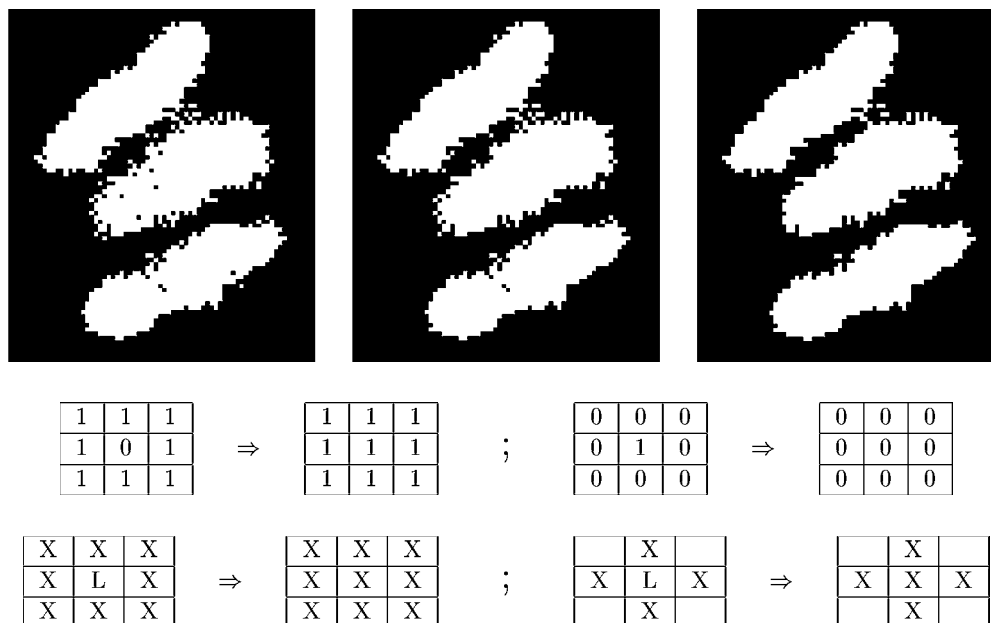 1 1 1 1 1 1 0 0 0 0 0 0
1 0 1 ⇒ 1 1 1 ; 0 1 0 ⇒ 0 0 0
1 1 1 1 1 1 0 0 0 0 0 0
X X X X X X X X
X L X ⇒ X X X ; X L X ⇒ X X X
X X X X X X X X